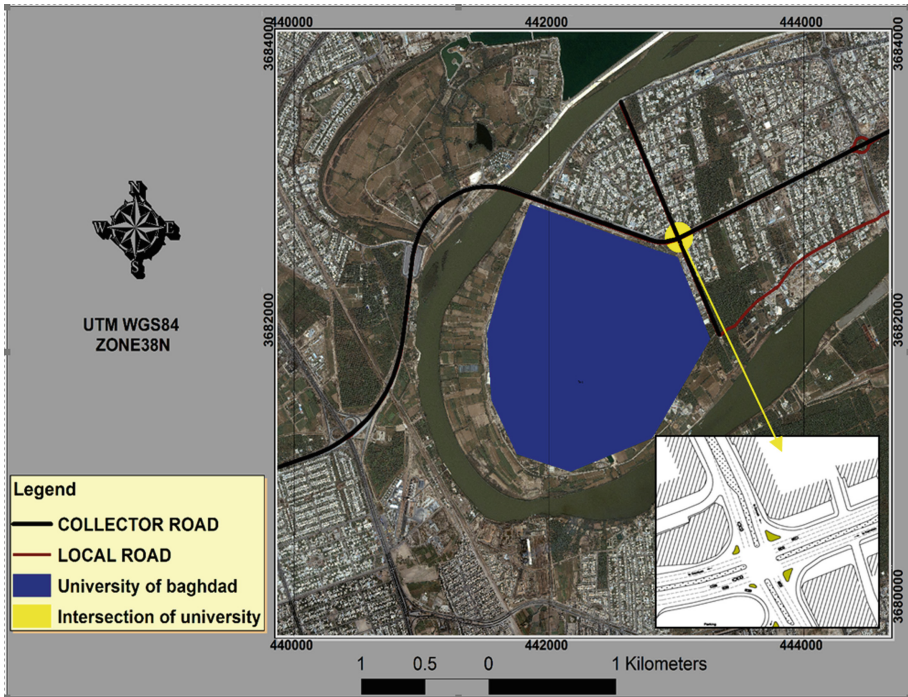 440000 442000 444000
3684000 3684000
N
W E
S
UTM WGS84
ZONE38N
3682000 3682000
Legend
COLLECTOR ROAD
LOCAL ROAD
University of baghdad
Intersection of university
3680000
Parking
440000 442000 444000
1 0.5 0 1 Kilometers